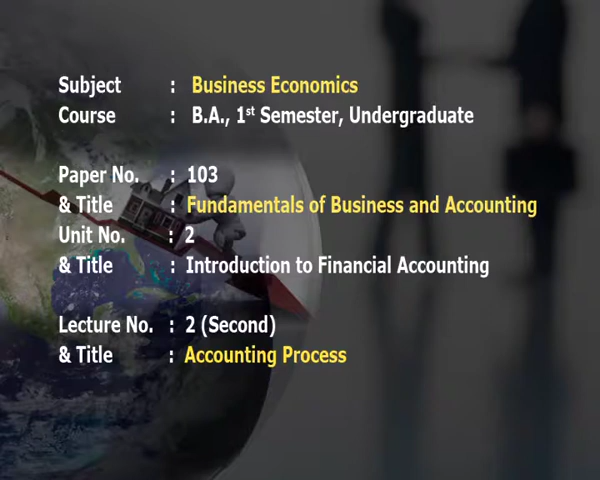 Subject : Business Economics
Course : B.A., 1st Semester, Undergraduate
Paper No. : 103
& Title : Fundamentals of Business and Accounting
Unit No. : 2
& Title : Introduction to Financial Accounting
Lecture No. : 2 (Second)
& Title : Accounting Process